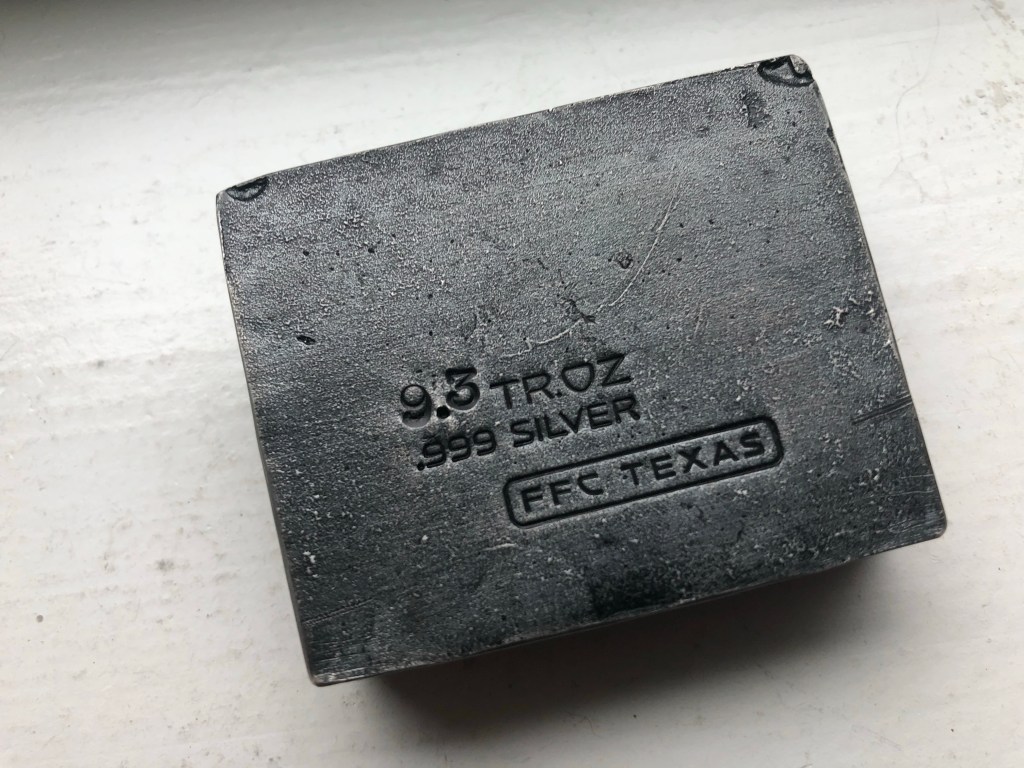 9.3 TR.OZ
.999 SILVER
FFC TEXAS